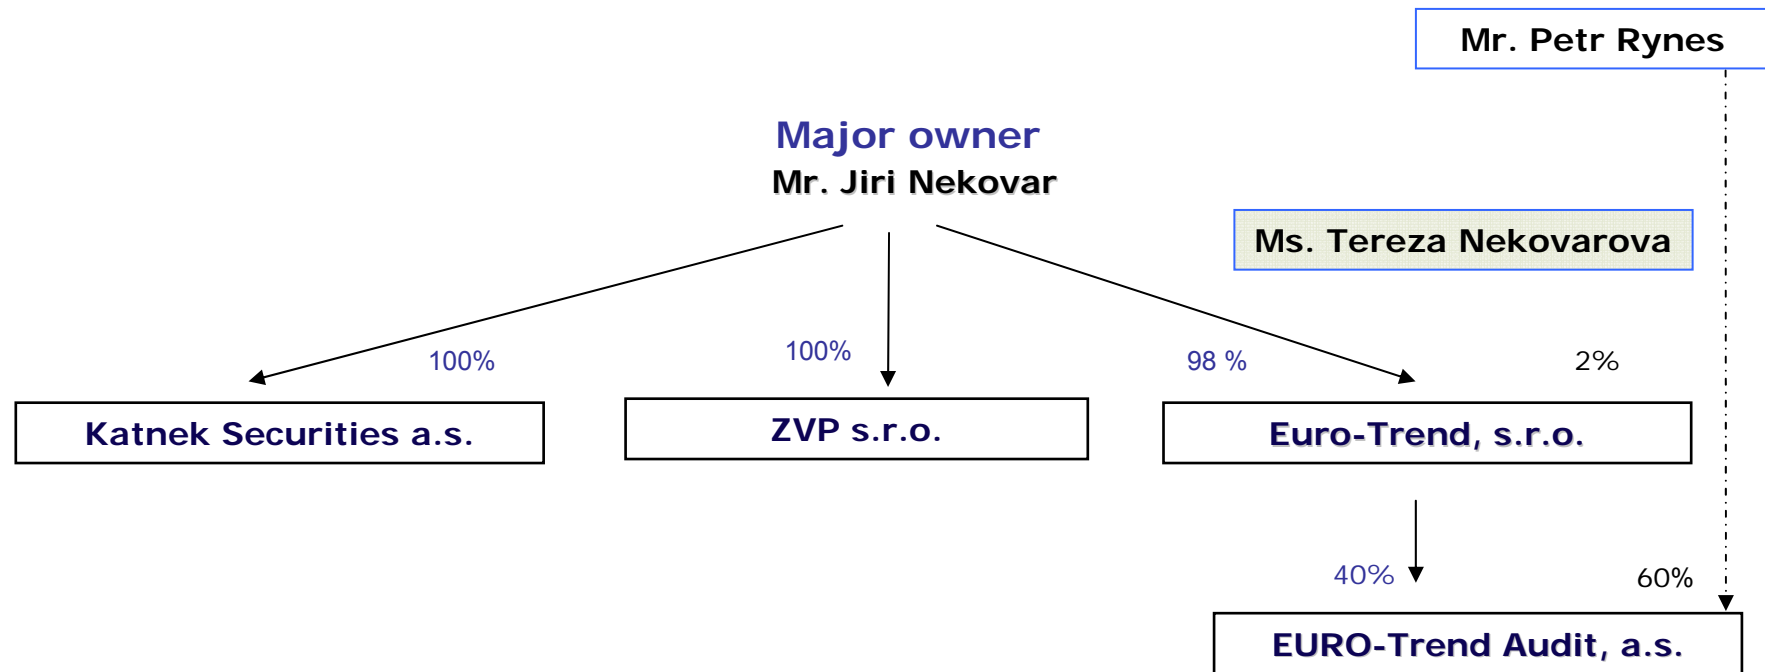 Mr. Petr Rynes
Major owner
Mr. Jiri Nekovar
Ms. Tereza Nekovarova
100%
100%
98 %
2%
Katnek Securities a.s.
ZVP s.r.o.
Euro-Trend, s.r.o.
40%
60%
EURO-Trend Audit, a.s.